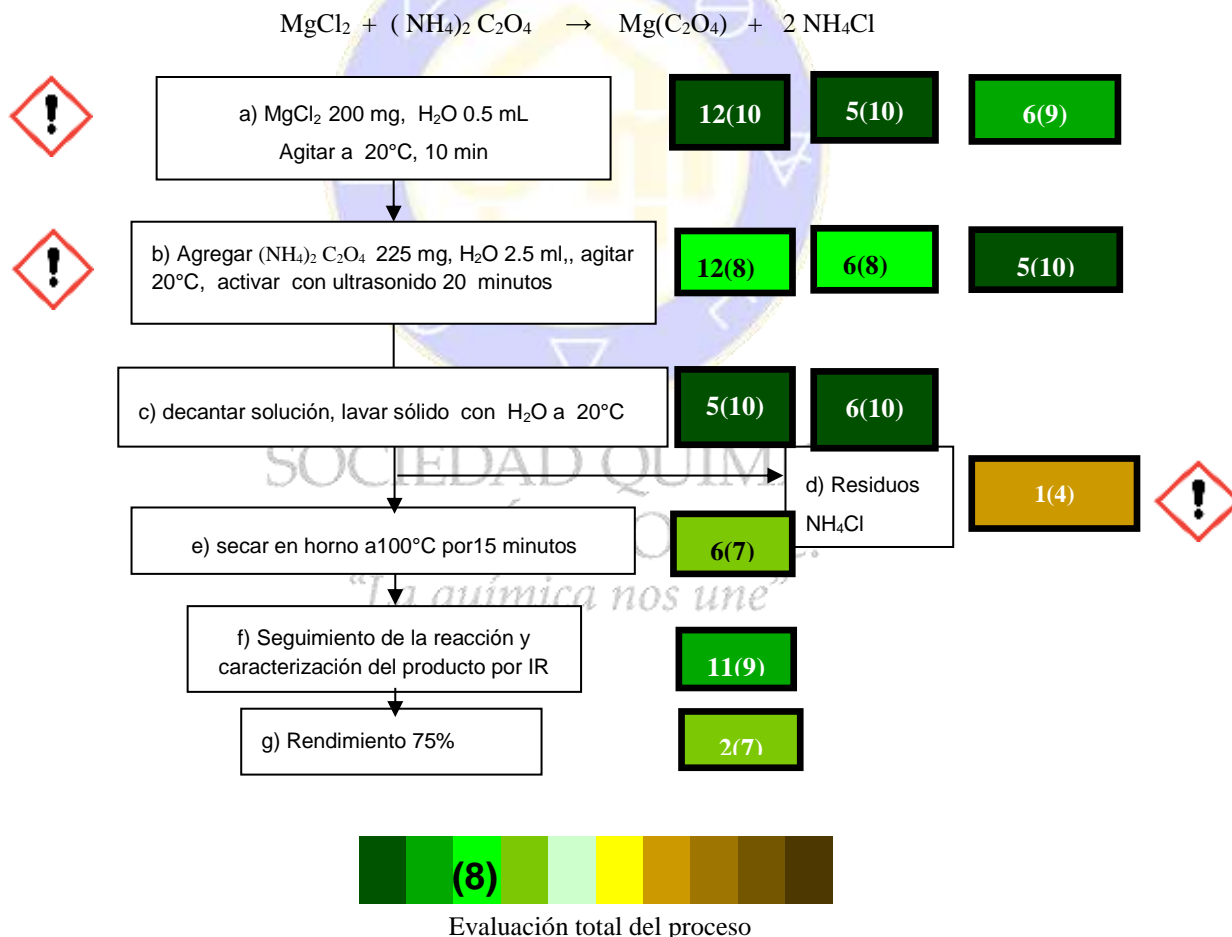 MgCl₂ + ( NH₄)₂ C₂O₄ → Mg(C₂O₄) + 2 NH₄Cl
a) MgCl₂ 200 mg, H₂O 0.5 mL
Agitar a 20°C, 10 min
12(10
5(10)
6(9)
b) Agregar (NH₄)₂ C₂O₄ 225 mg, H₂O 2.5 ml,, agitar
20°C, activar con ultrasonido 20 minutos
12(8)
6(8)
5(10)
c) decantar solución, lavar sólido con H₂O a 20°C
5(10)
6(10)
SOCIEDAD QUÍM
d) Residuos
NH₄Cl
1(4)
e) secar en horno a100°C por15 minutos
6(7)
"La química nos une"
f) Seguimiento de la reacción y
caracterización del producto por IR
11(9)
g) Rendimiento 75%
2(7)
(8)
Evaluación total del proceso